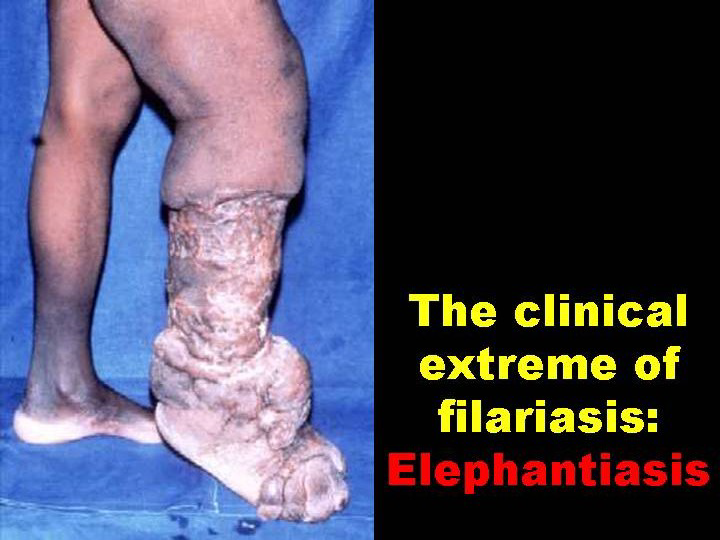 The clinical
extreme of
filariasis:
Elephantiasis